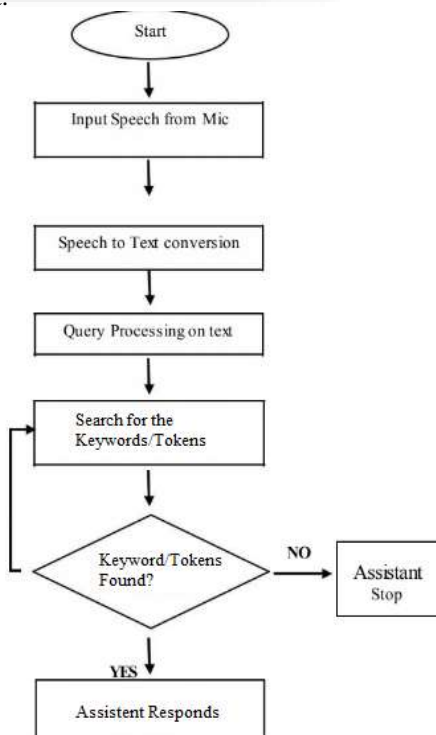 Start
Input Speech from Mic
Speech to Text conversion
Query Processing on text
Search for the
Keywords/Tokens
Keyword/Tokens
Found?
NO
Assistant
Stop
YES
Assistent Responds